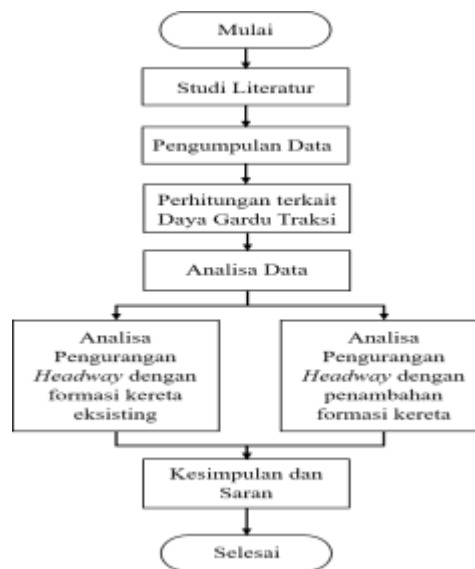 Mulai
Studi Literatur
Pengumpulan Data
Perhitungan terkait
Daya Gardu Traksi
Analisa Data
Analisa
Pengurangan
Headway dengan
formasi kereta
eksisting
Analisa
Pengurangan
Headway dengan
penambahan
formasi kereta
Kesimpulan dan
Saran
Selesai